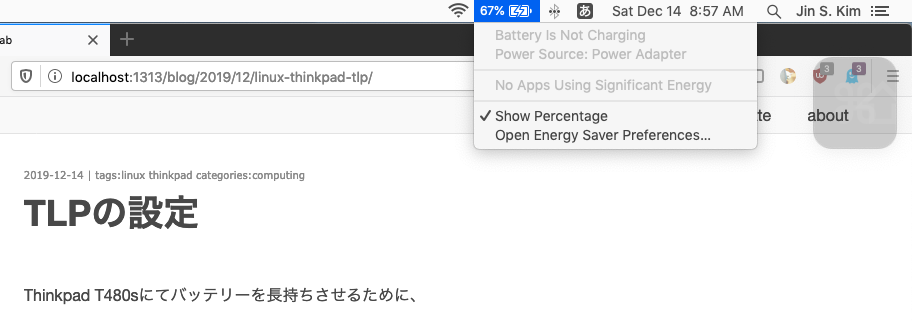 67%
あ
Sat Dec 14 8:57 AM
Jin S. Kim
Battery Is Not Charging
Power Source: Power Adapter
No Apps Using Significant Energy
✓ Show Percentage
Open Energy Saver Preferences...
ab
localhost:1313/blog/2019/12/linux-thinkpad-tlp/
3
3
te
about
2019-12-14 | tags:linux thinkpad categories:computing
TLPの設定
Thinkpad T480sにてバッテリーを長持ちさせるために、